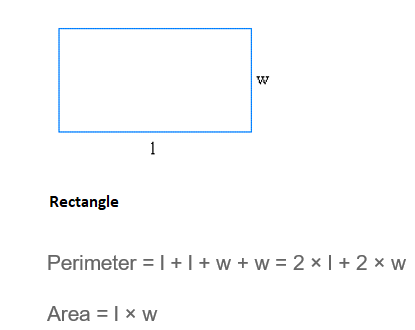 w
l
Rectangle
Perimeter = l + l + w + w = 2 × l + 2 × w
Area = l × w